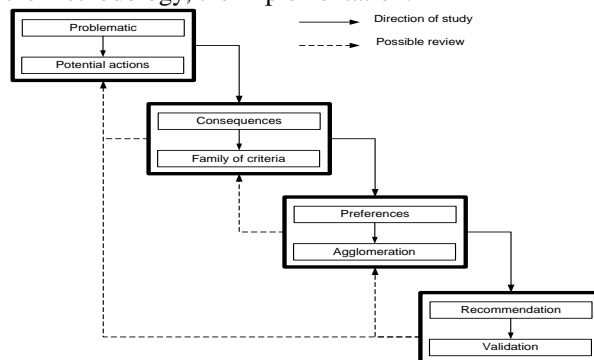 Problematic
Potential actions
Direction of study
Possible review
Consequences
Family of criteria
Preferences
Agglomeration
Recommendation
Validation